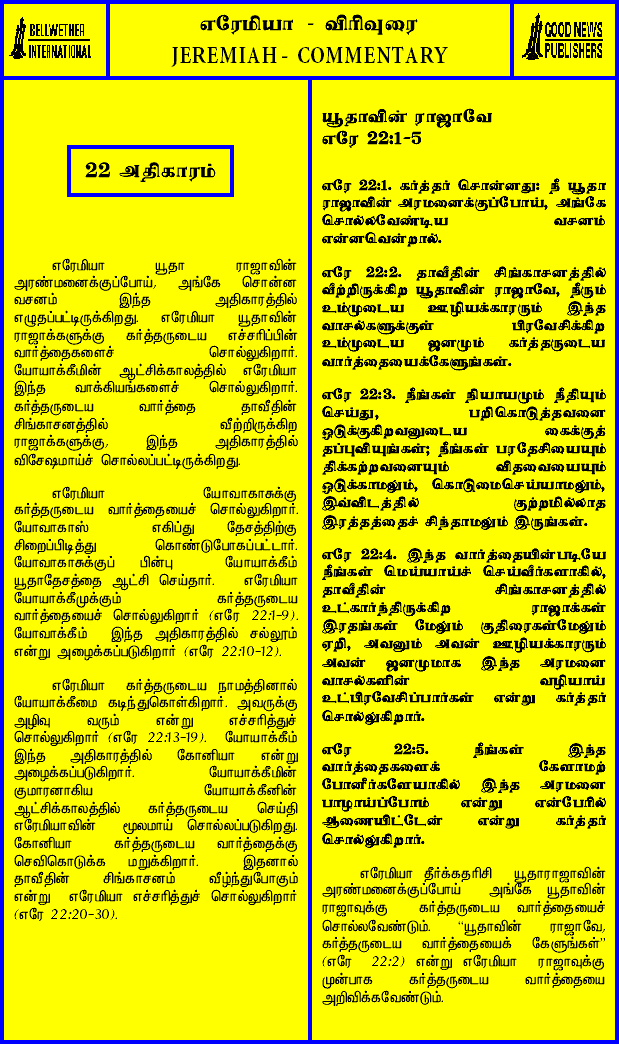 BELLWETHER
INTERNATIONAL
எரேமியா - விரிவுரை
JEREMIAH - COMMENTARY
GOOD NEWS
PUBLISHERS
22 அதிகாரம்
எரேமியா யூதா ராஜாவின்
அரண்மனைக்குப்போய், அங்கே சொன்ன
வசனம் இந்த அதிகாரத்தில்
எழுதப்பட்டிருக்கிறது. எரேமியா யூதாவின்
ராஜாக்களுக்கு கர்த்தருடைய எச்சரிப்பின்
வார்த்தைகளைச் சொல்லுகிறார்.
யோயாக்கீமின் ஆட்சிக்காலத்தில் எரேமியா
இந்த வாக்கியங்களைச் சொல்லுகிறார்.
கர்த்தருடைய வார்த்தை தாவீதின்
சிங்காசனத்தில் வீற்றிருக்கிற
ராஜாக்களுக்கு, இந்த அதிகாரத்தில்
விசேஷமாய்ச் சொல்லப்பட்டிருக்கிறது.
எரேமியா யோவாகாசுக்கு
கர்த்தருடைய வார்த்தையைச் சொல்லுகிறார்.
யோவாகாஸ் எகிப்து தேசத்திற்கு
சிறைப்பிடித்து கொண்டுபோகப்பட்டார்.
யோவாகாசுக்குப் பின்பு யோயாக்கீம்
யூதாதேசத்தை ஆட்சி செய்தார். எரேமியா
யோயாக்கீமுக்கும் கர்த்தருடைய
வார்த்தையைச் சொல்லுகிறார் (எரே 22:1-9).
யோவாக்கீம் இந்த அதிகாரத்தில் சல்லூம்
என்று அழைக்கப்படுகிறார் (எரே 22:10-12).
எரேமியா கர்த்தருடைய நாமத்தினால்
யோயாக்கீமை கடிந்துகொள்கிறார். அவருக்கு
அழிவு வரும் என்று எச்சரித்துச்
சொல்லுகிறார் (எரே 22:13-19). யோயாக்கீம்
இந்த அதிகாரத்தில் கோனியா என்று
அழைக்கப்படுகிறார். யோயாக்கீமின்
குமாரனாகிய யோயாக்கீனின்
ஆட்சிக்காலத்தில் கர்த்தருடைய செய்தி
எரேமியாவின் மூலமாய் சொல்லப்படுகிறது.
கோனியா கர்த்தருடைய வார்த்தைக்கு
செவிகொடுக்க மறுக்கிறார். இதனால்
தாவீதின் சிங்காசனம் வீழ்ந்துபோகும்
என்று எரேமியா எச்சரித்துச் சொல்லுகிறார்
(எரே 22:20-30).
யூதாவின் ராஜாவே
எரே 22:1-5
எரே 22:1. கர்த்தர் சொன்னது: நீ யூதா
ராஜாவின் அரமனைக்குப்போய், அங்கே
சொல்லவேண்டிய வசனம்
என்னவென்றால்.
எரே 22:2. தாவீதின் சிங்காசனத்தில்
வீற்றிருக்கிற யூதாவின் ராஜாவே, நீரும்
உம்முடைய ஊழியக்காரரும் இந்த
வாசல்களுக்குள் பிரவேசிக்கிற
உம்முடைய ஜனமும் கர்த்தருடைய
வார்த்தையைக்கேளுங்கள்.
எரே 22:3. நீங்கள் நியாயமும் நீதியும்
செய்து, பறிகொடுத்தவனை
ஒடுக்குகிறவனுடைய கைக்குத்
தப்புவியுங்கள்; நீங்கள் பரதேசியையும்
திக்கற்றவனையும் விதவையையும்
ஒடுக்காமலும், கொடுமைசெய்யாமலும்,
இவ்விடத்தில் குற்றமில்லாத
இரத்தத்தைச் சிந்தாமலும் இருங்கள்.
எரே 22:4. இந்த வார்த்தையின்படியே
நீங்கள் மெய்யாய்ச் செய்வீர்களாகில்,
தாவீதின் சிங்காசனத்தில்
உட்கார்ந்திருக்கிற ராஜாக்கள்
இரதங்கள் மேலும் குதிரைகள்மேலும்
ஏறி, அவனும் அவன் ஊழியக்காரரும்
அவன் ஜனமுமாக இந்த அரமனை
வாசல்களின் வழியாய்
உட்பிரவேசிப்பார்கள் என்று கர்த்தர்
சொல்லுகிறார்.
எரே 22:5. நீங்கள் இந்த
வார்த்தைகளைக் கேளாமற்
போனீர்களேயாகில் இந்த அரமனை
பாழாய்ப்போம் என்று என்பேரில்
ஆணையிட்டேன் என்று கர்த்தர்
சொல்லுகிறார்.
எரேமியா தீர்க்கதரிசி யூதாராஜாவின்
அரண்மனைக்குப்போய் அங்கே யூதாவின்
ராஜாவுக்கு கர்த்தருடைய வார்த்தையைச்
சொல்லவேண்டும். “யூதாவின் ராஜாவே,
கர்த்தருடைய வார்த்தையைக் கேளுங்கள்”
(எரே 22:2) என்று எரேமியா ராஜாவுக்கு
முன்பாக கர்த்தருடைய வார்த்தையை
அறிவிக்கவேண்டும்.